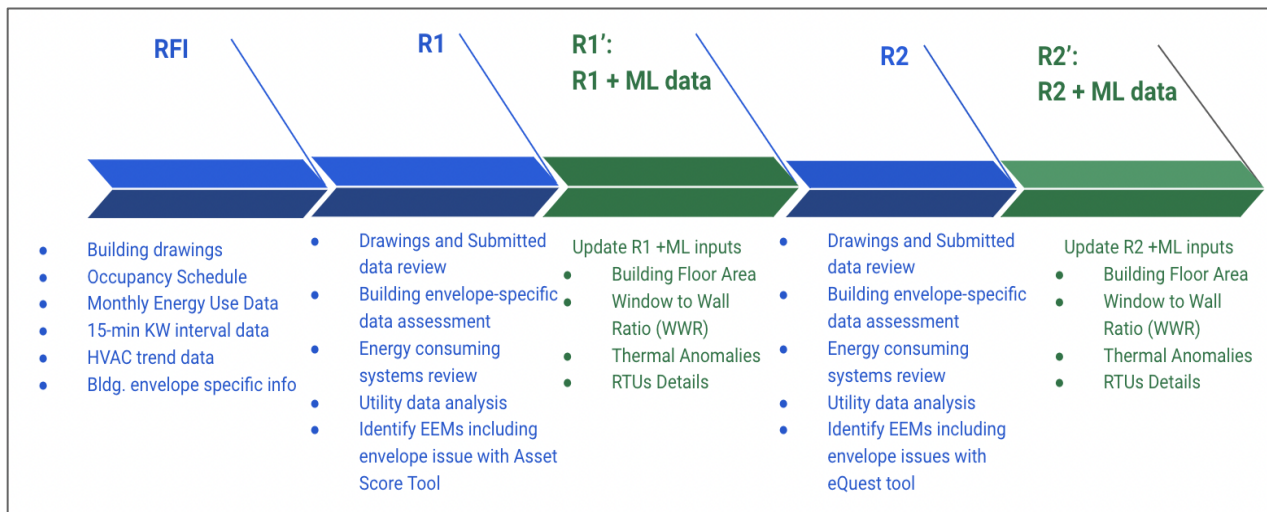 RFI
R1
R1’:
R1 + ML data
R2
R2’:
R2 + ML data
• Building drawings
• Occupancy Schedule
• Monthly Energy Use Data
• 15-min KW interval data
• HVAC trend data
• Bldg. envelope specific info
• Drawings and Submitted
data review
• Building envelope-specific
data assessment
• Energy consuming
systems review
• Utility data analysis
• Identify EEMs including
envelope issue with Asset
Score Tool
Update R1 +ML inputs
• Building Floor Area
• Window to Wall
Ratio (WWR)
• Thermal Anomalies
• RTUs Details
• Drawings and Submitted
data review
• Building envelope-specific
data assessment
• Energy consuming
systems review
• Utility data analysis
• Identify EEMs including
envelope issues with
eQuest tool
Update R2 +ML inputs
• Building Floor Area
• Window to Wall
Ratio (WWR)
• Thermal Anomalies
• RTUs Details